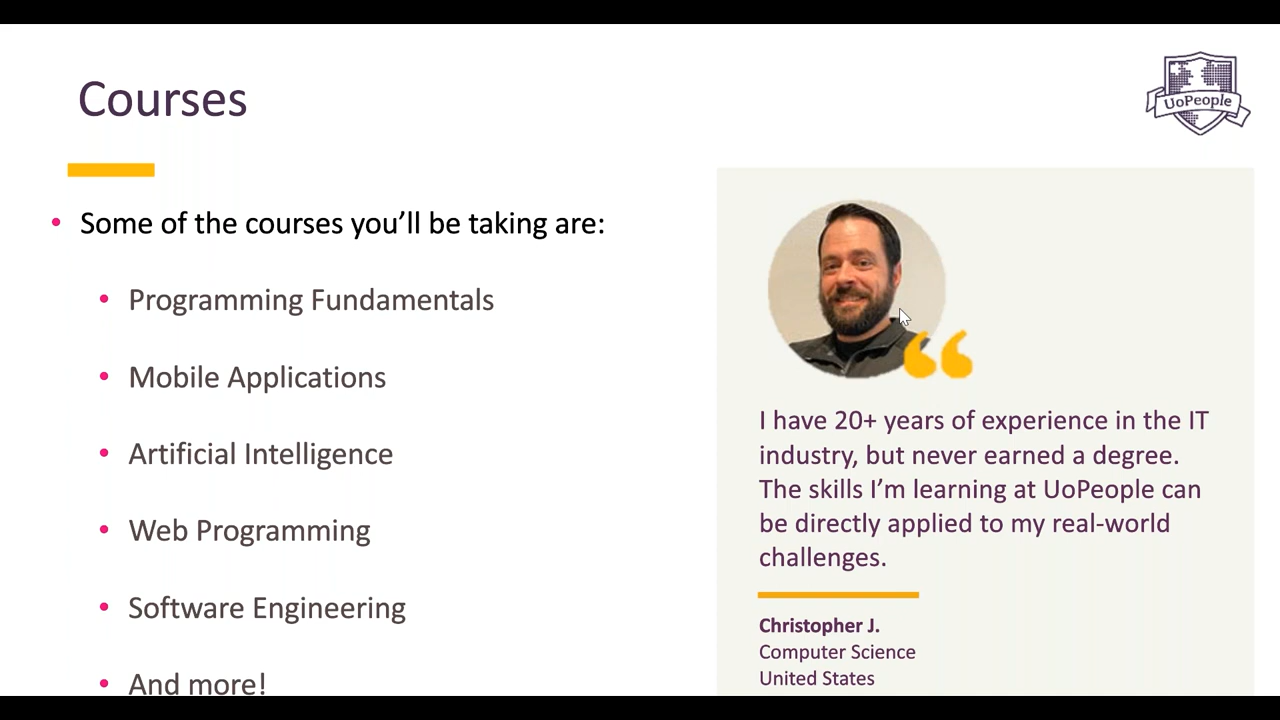 Courses
UoPeople
Some of the courses you’ll be taking are:
Programming Fundamentals
Mobile Applications
Artificial Intelligence
Web Programming
Software Engineering
And more!
I have 20+ years of experience in the IT
industry, but never earned a degree.
The skills I’m learning at UoPeople can
be directly applied to my real-world
challenges.
Christopher J.
Computer Science
United States